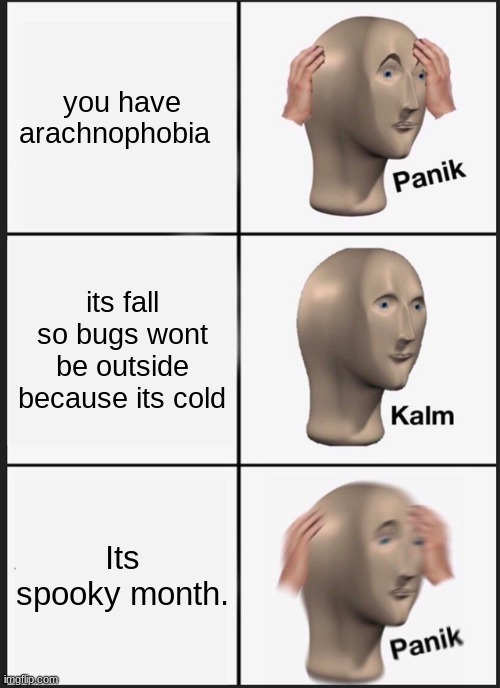 you have
arachnophobia
Panik
its fall
so bugs wont
be outside
because its cold
Kalm
Its
spooky month.
Panik
imgflip.com